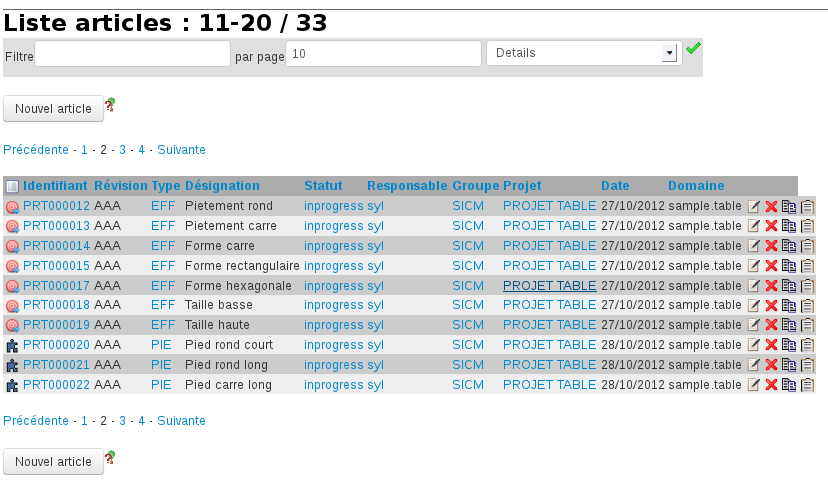 Liste articles : 11-20 / 33
Filtre par page 10 Details
Nouvel article
Précédente - 1 - 2 - 3 - 4 - Suivante
Identifiant Révision Type Désignation Statut Responsable Groupe Projet Date Domaine
PRT000012 AAA EFF Pietement rond inprogress syl SICM PROJET TABLE 27/10/2012 sample.table
PRT000013 AAA EFF Pietement carre inprogress syl SICM PROJET TABLE 27/10/2012 sample.table
PRT000014 AAA EFF Forme carre inprogress syl SICM PROJET TABLE 27/10/2012 sample.table
PRT000015 AAA EFF Forme rectangulaire inprogress syl SICM PROJET TABLE 27/10/2012 sample.table
PRT000017 AAA EFF Forme hexagonale inprogress syl SICM PROJET TABLE 27/10/2012 sample.table
PRT000018 AAA EFF Taille basse inprogress syl SICM PROJET TABLE 27/10/2012 sample.table
PRT000019 AAA EFF Taille haute inprogress syl SICM PROJET TABLE 27/10/2012 sample.table
PRT000020 AAA PIE Pied rond court inprogress syl SICM PROJET TABLE 28/10/2012 sample.table
PRT000021 AAA PIE Pied rond long inprogress syl SICM PROJET TABLE 28/10/2012 sample.table
PRT000022 AAA PIE Pied carre long inprogress syl SICM PROJET TABLE 28/10/2012 sample.table
Précédente - 1 - 2 - 3 - 4 - Suivante
Nouvel article